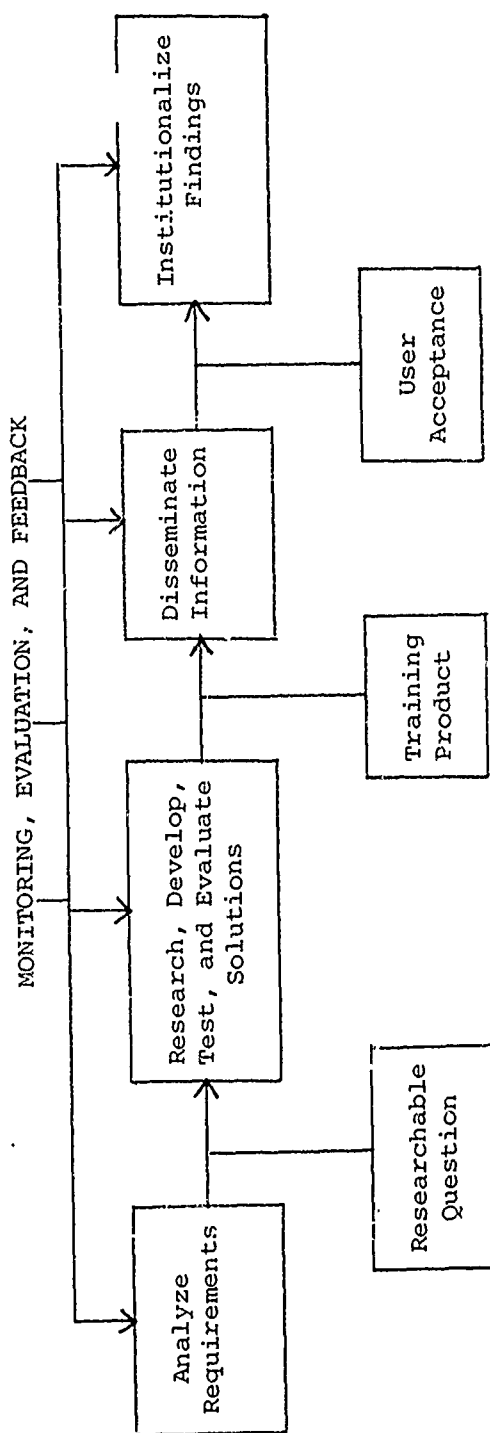 MONITORING, EVALUATION, AND FEEDBACK
Analyze
Requirements
Research, Develop,
Test, and Evaluate
Solutions
Disseminate
Information
Institutionalize
Findings
Researchable
Question
Training
Product
User
Acceptance